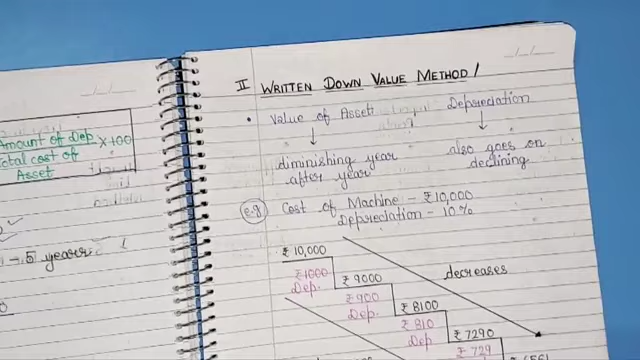 Amount of Dep x 100
Total cost of
Asset
5 years
II WRITTEN DOWN VALUE METHOD /
• Value of Asset Depreciation
diminishing year also goes on
after year declining
e.g Cost of Machine - ₹10,000
Depreciation - 10%
₹10,000
₹1000 ₹9000 decreases
Dep.
₹900 ₹8100
Dep.
₹810 ₹7290
Dep
₹729